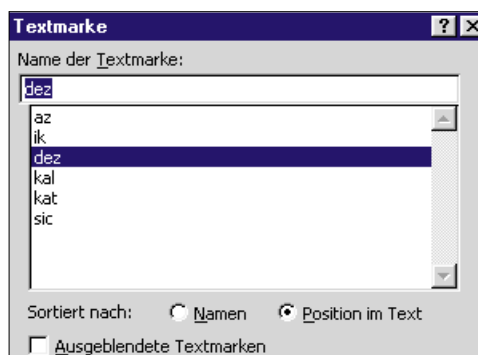 Textmarke
Name der Textmarke:
dez
az
ik
dez
kal
kat
sic
Sortiert nach: Namen Position im Text
Ausgeblendete Textmarken